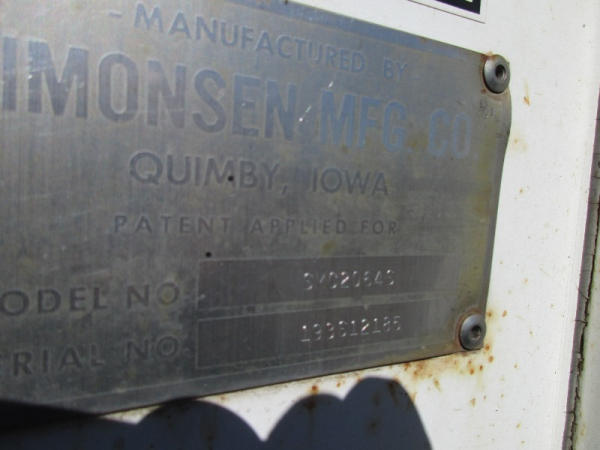 - MANUFACTURED BY -
IMONSEN MFG. CO
QUIMBY, IOWA
PATENT APPLIED FOR
ODEL NO
RIAL NO